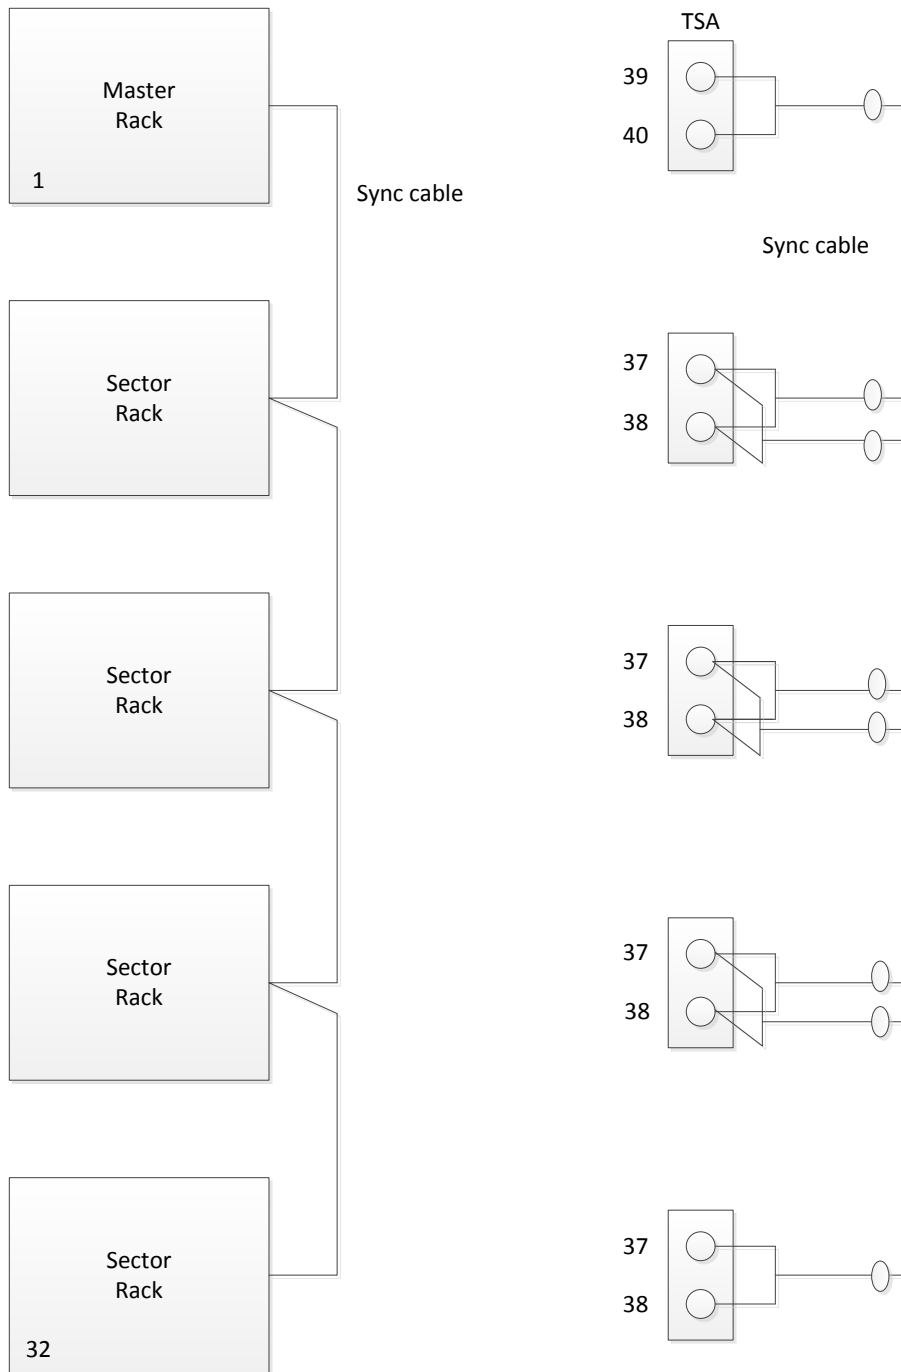 TSA
Master
Rack
1
39
40
Sync cable
Sync cable
Sector
Rack
37
38
Sector
Rack
37
38
Sector
Rack
37
38
Sector
Rack
32
37
38